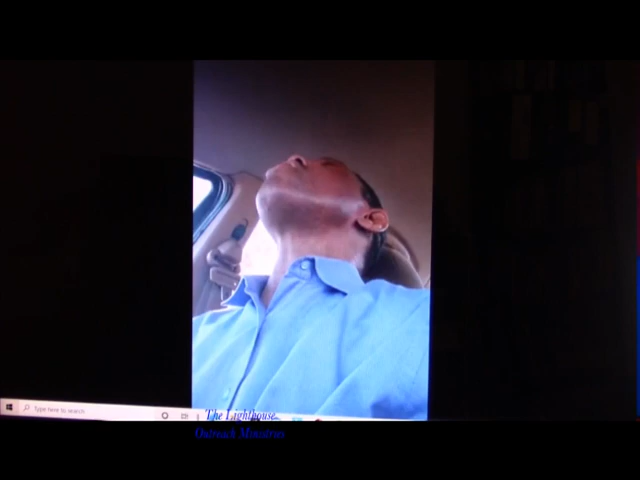 Type here to search
The Lighthouse
Outreach Ministries